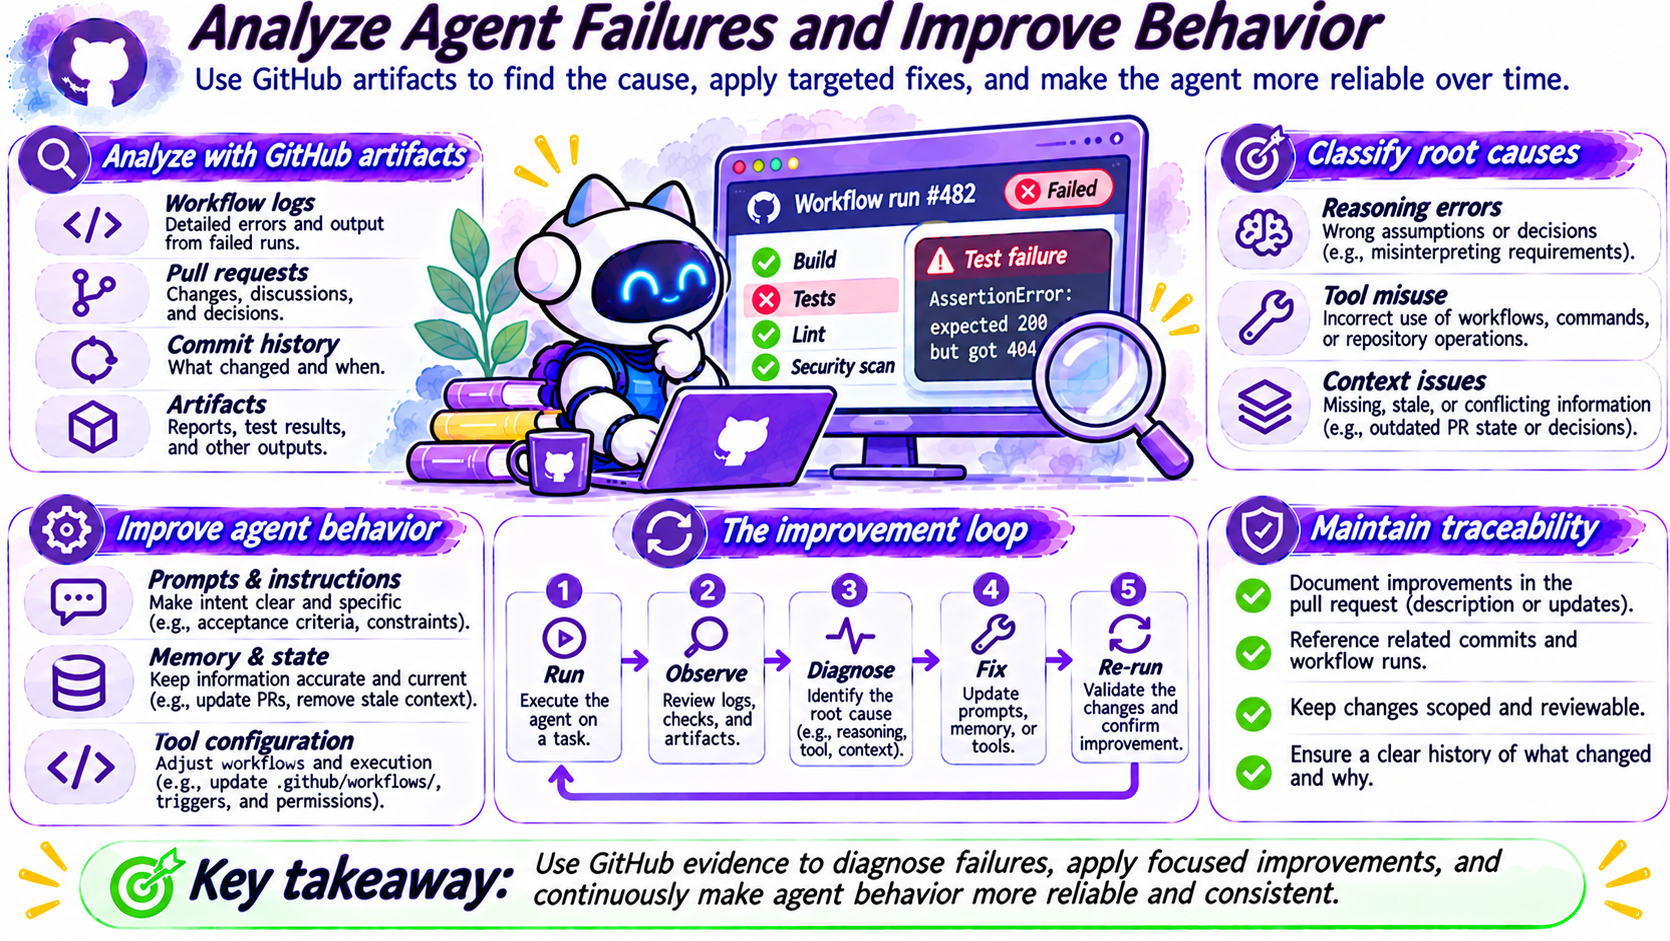 Analyze Agent Failures and Improve Behavior
Use GitHub artifacts to find the cause, apply targeted fixes, and make the agent more reliable over time.
Analyze with GitHub artifacts
Workflow logs
Detailed errors and output
from failed runs.
Pull requests
Changes, discussions,
and decisions.
Commit history
What changed and when.
Artifacts
Reports, test results,
and other outputs.
Workflow run #482
Failed
Build
Tests
Lint
Security scan
Test failure
AssertionError:
expected 200
but got 404
Classify root causes
Reasoning errors
Wrong assumptions or decisions
(e.g., misinterpreting requirements).
Tool misuse
Incorrect use of workflows, commands,
or repository operations.
Context issues
Missing, stale, or conflicting information
(e.g., outdated PR state or decisions).
Improve agent behavior
Prompts & instructions
Make intent clear and specific
(e.g., acceptance criteria, constraints).
Memory & state
Keep information accurate and current
(e.g., update PRs, remove stale context).
Tool configuration
Adjust workflows and execution
(e.g., update .github/workflows/,
triggers, and permissions).
The improvement loop
1
Run
Execute the
agent on
a task.
2
Observe
Review logs,
checks, and
artifacts.
3
Diagnose
Identify the
root cause
(e.g., reasoning,
tool, context).
4
Fix
Update
prompts,
memory, or
tools.
5
Re-run
Validate the
changes and
confirm
improvement.
Maintain traceability
Document improvements in the
pull request (description or updates).
Reference related commits and
workflow runs.
Keep changes scoped and reviewable.
Ensure a clear history of what changed
and why.
Key takeaway:
Use GitHub evidence to diagnose failures, apply focused improvements, and
continuously make agent behavior more reliable and consistent.